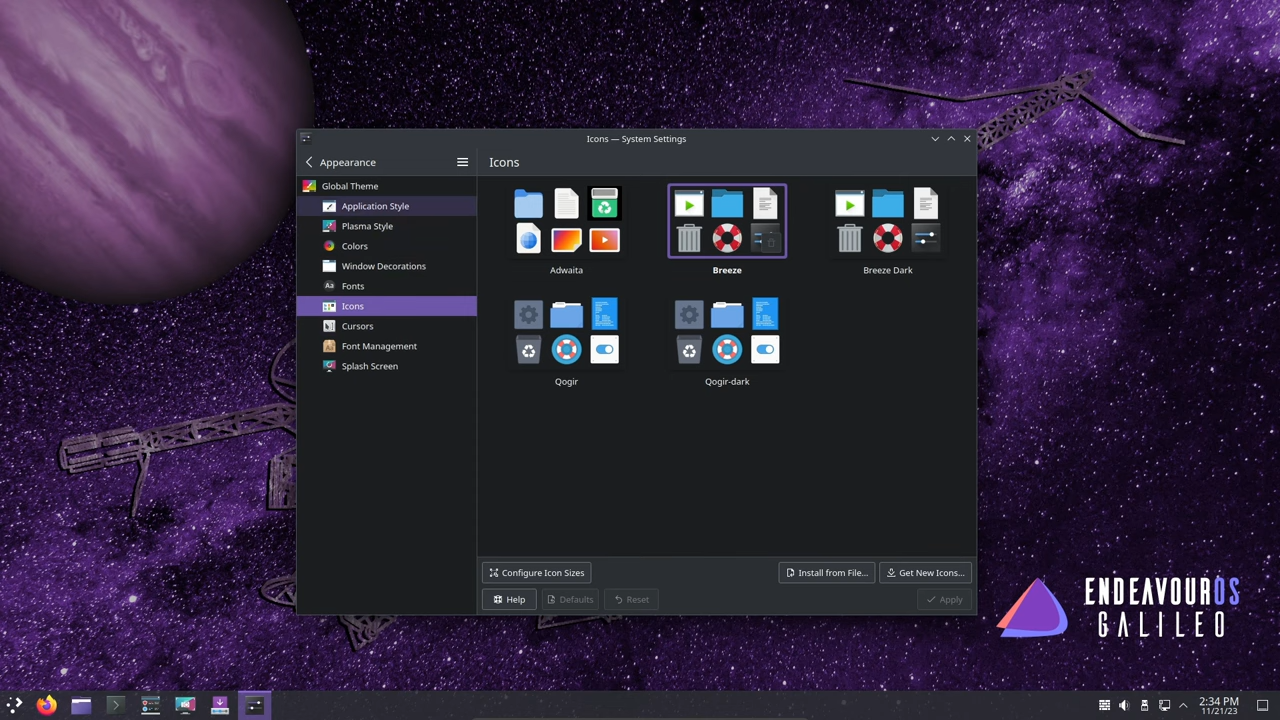 Icons — System Settings
Appearance
Icons
Global Theme
Application Style
Plasma Style
Colors
Window Decorations
Aa Fonts
Icons
Cursors
Font Management
Splash Screen
Adwaita
Breeze
Breeze Dark
Qogir
Qogir-dark
Configure Icon Sizes
Install from File...
Get New Icons...
Help
Defaults
Reset
Apply
ENDEAVOUROS
GALILEO
2:34 PM
11/21/23